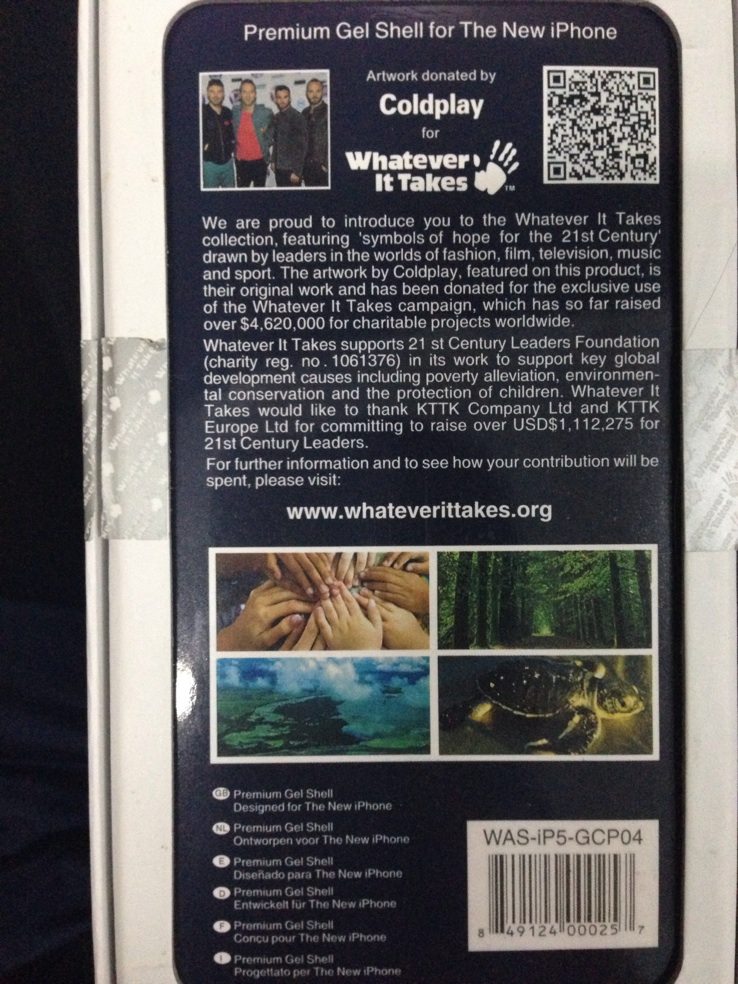 Premium Gel Shell for The New iPhone
Artwork donated by
Coldplay
for
Whatever
It Takes
TM
We are proud to introduce you to the Whatever It Takes
collection, featuring 'symbols of hope for the 21st Century'
drawn by leaders in the worlds of fashion, film, television, music
and sport. The artwork by Coldplay, featured on this product, is
their original work and has been donated for the exclusive use
of the Whatever It Takes campaign, which has so far raised
over $4,620,000 for charitable projects worldwide.
Whatever It Takes supports 21 st Century Leaders Foundation
(charity reg. no. 1061376) in its work to support key global
development causes including poverty alleviation, environmen-
tal conservation and the protection of children. Whatever It
Takes would like to thank KTTK Company Ltd and KTTK
Europe Ltd for committing to raise over USD$1,112,275 for
21st Century Leaders.
For further information and to see how your contribution will be
spent, please visit:
www.whateverittakes.org
GB Premium Gel Shell
Designed for The New iPhone
NL Premium Gel Shell
Ontworpen voor The New iPhone
E Premium Gel Shell
Diseñado para The New iPhone
D Premium Gel Shell
Entwickelt für The New iPhone
F Premium Gel Shell
Conçu pour The New iPhone
I Premium Gel Shell
Progettato per The New iPhone
WAS-iP5-GCP04
8 49124 00025 7